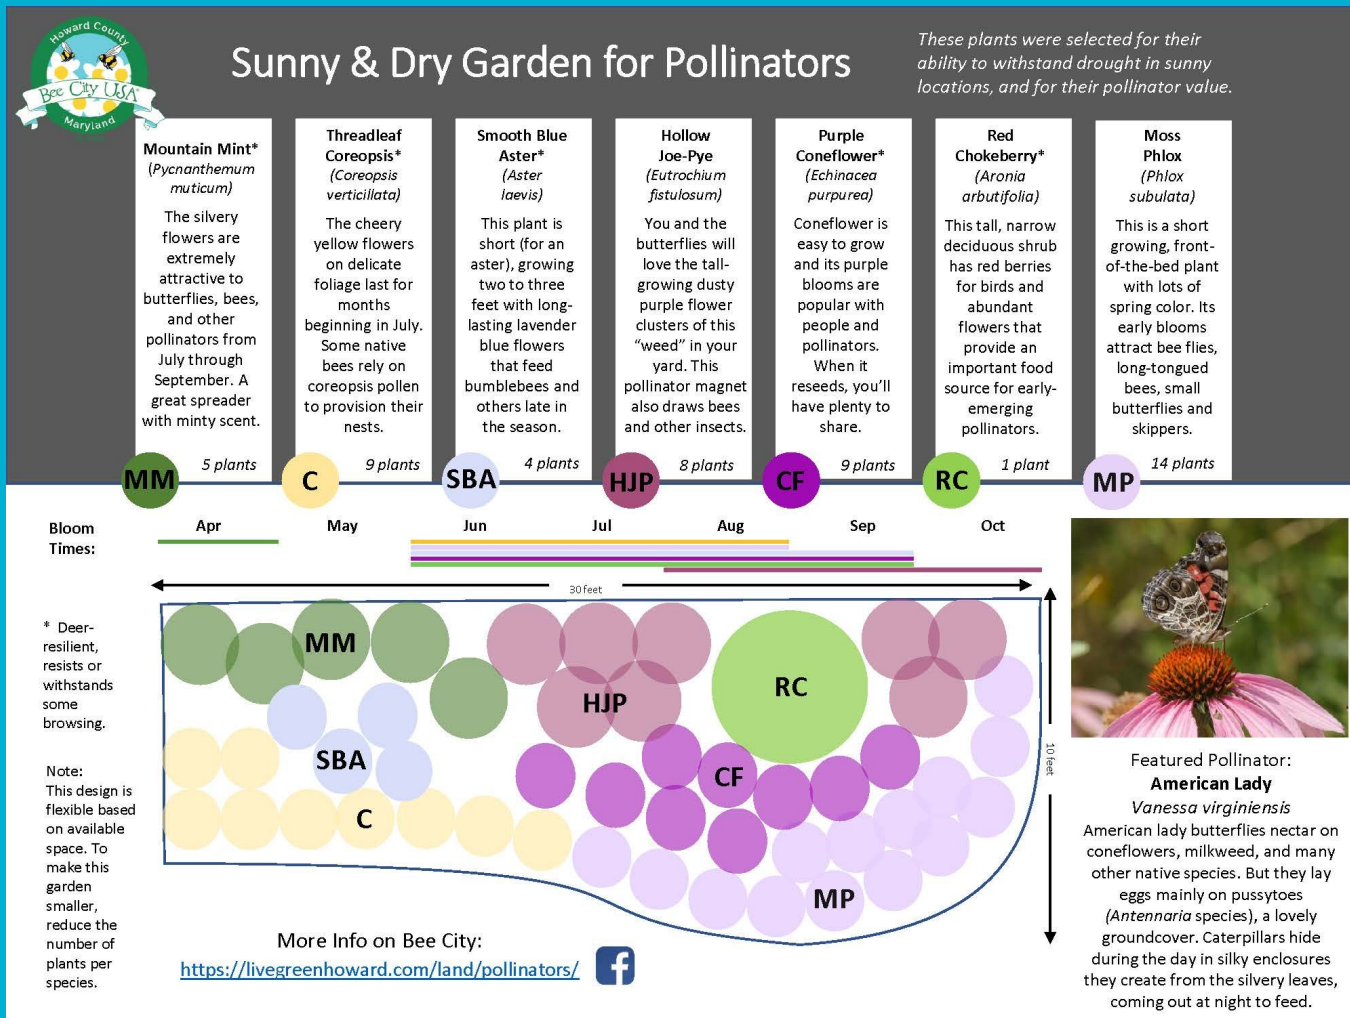 Howard County
Bee City USA®
Maryland
Sunny & Dry Garden for Pollinators
These plants were selected for their
ability to withstand drought in sunny
locations, and for their pollinator value.
Mountain Mint*
(Pycnanthemum
muticum)
The silvery
flowers are
extremely
attractive to
butterflies, bees,
and other
pollinators from
July through
September. A
great spreader
with minty scent.
5 plants
MM
Threadleaf
Coreopsis*
(Coreopsis
verticillata)
The cheery
yellow flowers
on delicate
foliage last for
months
beginning in July.
Some native
bees rely on
coreopsis pollen
to provision their
nests.
9 plants
C
Smooth Blue
Aster*
(Aster
laevis)
This plant is
short (for an
aster), growing
two to three
feet with long-
lasting lavender
blue flowers
that feed
bumblebees and
others late in
the season.
4 plants
SBA
Hollow
Joe-Pye
(Eutrochium
fistulosum)
You and the
butterflies will
love the tall-
growing dusty
purple flower
clusters of this
“weed” in your
yard. This
pollinator magnet
also draws bees
and other insects.
8 plants
HJP
Purple
Coneflower*
(Echinacea
purpurea)
Coneflower is
easy to grow
and its purple
blooms are
popular with
people and
pollinators.
When it
reseeds, you’ll
have plenty to
share.
9 plants
CF
Red
Chokeberry*
(Aronia
arbutifolia)
This tall, narrow
deciduous shrub
has red berries
for birds and
abundant
flowers that
provide an
important food
source for early-
emerging
pollinators.
1 plant
RC
Moss
Phlox
(Phlox
subulata)
This is a short
growing, front-
of-the-bed plant
with lots of
spring color. Its
early blooms
attract bee flies,
long-tongued
bees, small
butterflies and
skippers.
14 plants
MP
Bloom
Times:
Apr May Jun Jul Aug Sep Oct
30 feet
* Deer-
resilient,
resists or
withstands
some
browsing.
Note:
This design is
flexible based
on available
space. To
make this
garden
smaller,
reduce the
number of
plants per
species.
MM
HJP
RC
SBA
CF
C
MP
10 feet
More Info on Bee City:
https://livegreenhoward.com/land/pollinators/
f
Featured Pollinator:
American Lady
Vanessa virginiensis
American lady butterflies nectar on
coneflowers, milkweed, and many
other native species. But they lay
eggs mainly on pussytoes
(Antennaria species), a lovely
groundcover. Caterpillars hide
during the day in silky enclosures
they create from the silvery leaves,
coming out at night to feed.